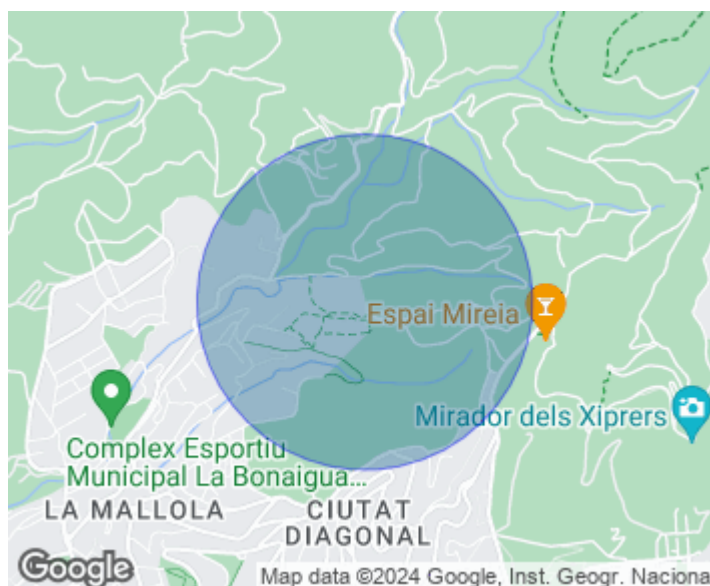 Espai Mireia
Mirador dels Xiprers
Complex Esportiu
Municipal La Bonaigua...
LA MALLOLA
CIUTAT
DIAGONAL
Google
Map data ©2024 Google, Inst. Geogr. Naciona